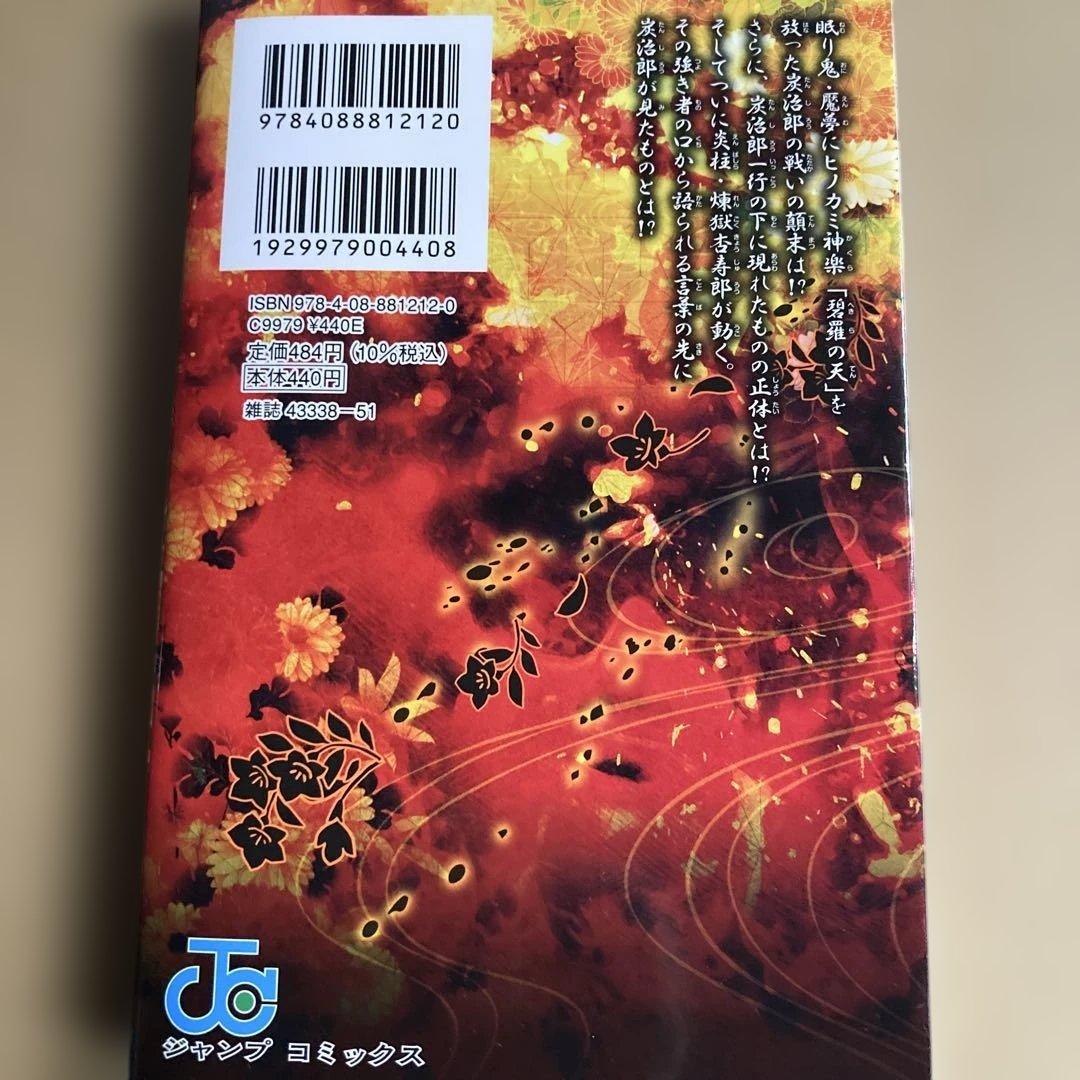 9784088812120
1929979004408
ISBN 978-4-08-881212-0
C9979 ¥440E
定価484円(10%税込)
本体440円
雑誌 43338-51
眠り鬼・魘夢にヒノカミ神楽「碧羅の天」を
放った炭治郎の戦いの顛末は!?
さらに、炭治郎一行の下に現れたものの正体とは!?
そしてついに炎柱・煉獄杏寿郎が動く。
その強き者の口から語られる言葉の先に
炭治郎が見たものとは!?
JC
ジャンプ コミックス